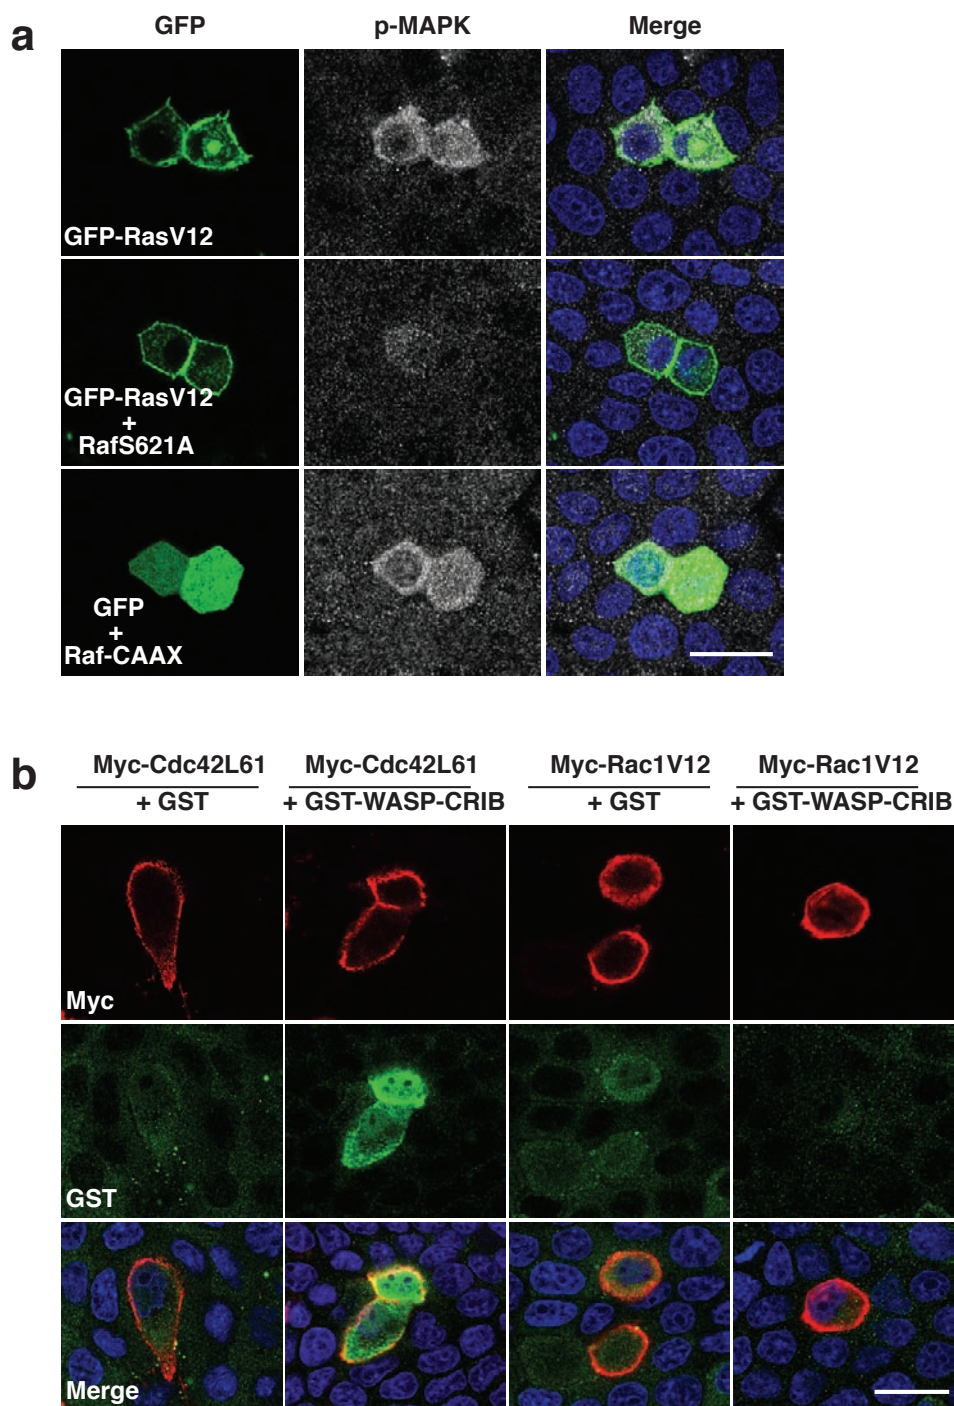 a
GFP p-MAPK Merge
GFP-RasV12
GFP-RasV12
+
RafS621A
GFP
+
Raf-CAAX
b
Myc-Cdc42L61 Myc-Cdc42L61 Myc-Rac1V12 Myc-Rac1V12
+ GST + GST-WASP-CRIB + GST + GST-WASP-CRIB
Myc
GST
Merge